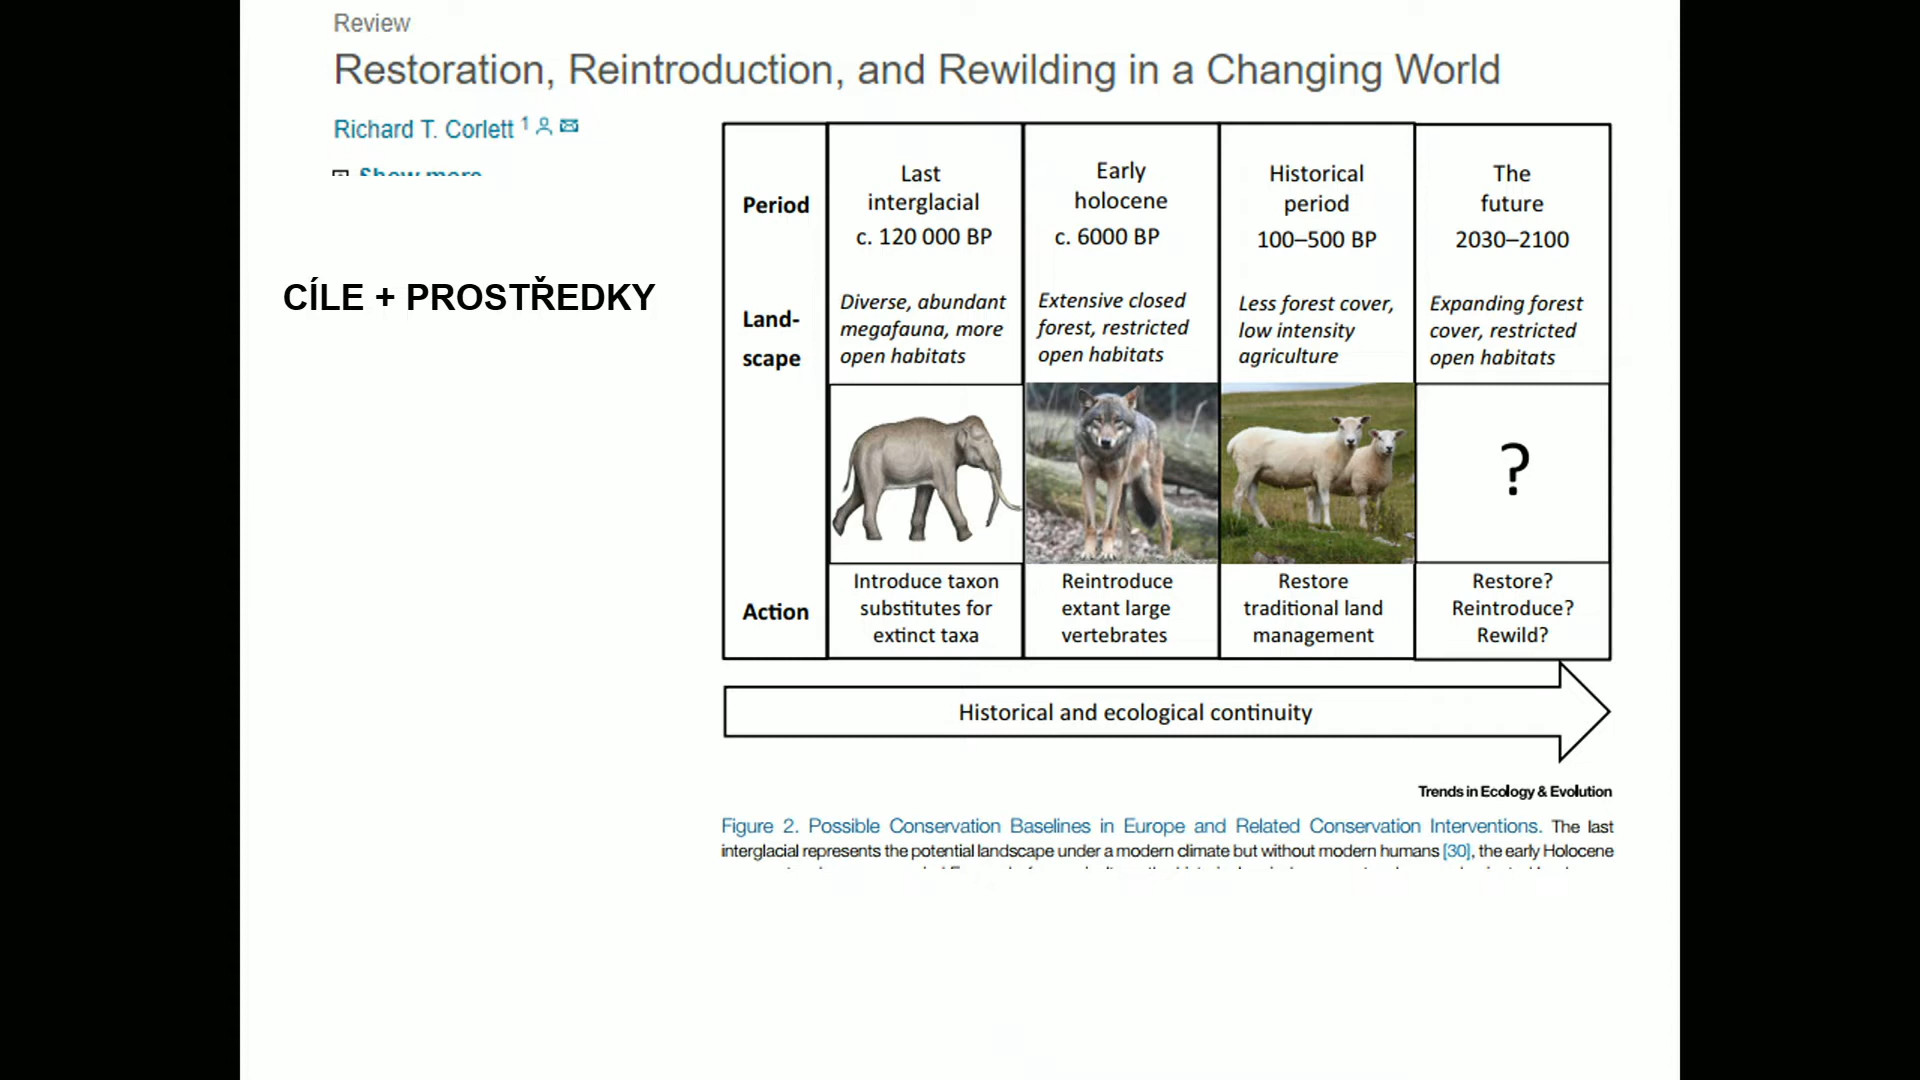 Review
Restoration, Reintroduction, and Rewilding in a Changing World
Richard T. Corlett 1
Show more
CÍLE + PROSTŘEDKY
Period
Last
interglacial
c. 120 000 BP
Early
holocene
c. 6000 BP
Historical
period
100–500 BP
The
future
2030–2100
Land-
scape
Diverse, abundant
megafauna, more
open habitats
Extensive closed
forest, restricted
open habitats
Less forest cover,
low intensity
agriculture
Expanding forest
cover, restricted
open habitats
?
Action
Introduce taxon
substitutes for
extinct taxa
Reintroduce
extant large
vertebrates
Restore
traditional land
management
Restore?
Reintroduce?
Rewild?
Historical and ecological continuity
Trends in Ecology & Evolution
Figure 2. Possible Conservation Baselines in Europe and Related Conservation Interventions. The last
interglacial represents the potential landscape under a modern climate but without modern humans [30], the early Holocene